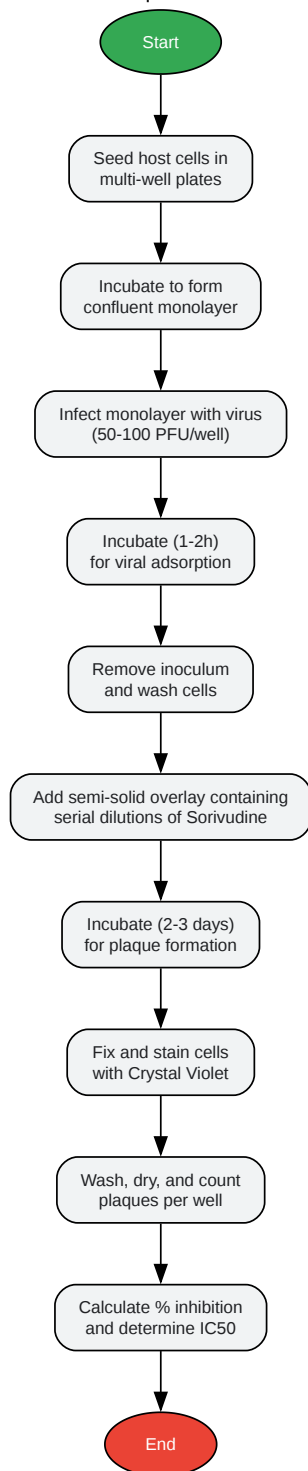 Start
Seed host cells in
multi-well plates
Incubate to form
confluent monolayer
Infect monolayer with virus
(50-100 PFU/well)
Incubate (1-2h)
for viral adsorption
Remove inoculum
and wash cells
Add semi-solid overlay containing
serial dilutions of Sorivudine
Incubate (2-3 days)
for plaque formation
Fix and stain cells
with Crystal Violet
Wash, dry, and count
plaques per well
Calculate % inhibition
and determine IC50
End